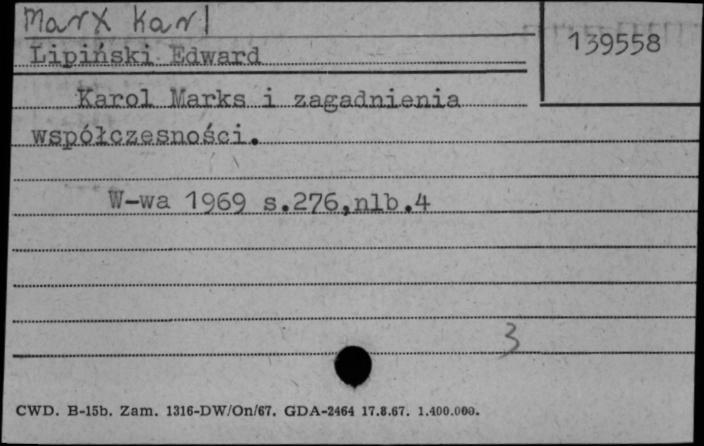 Marx Karl
139558
Lipiński Edward
Karol Marks i zagadnienia
współczesności.
W-wa 1969 s.276,nlb.4
3
CWD. B-15b. Zam. 1316-DW/On/67. GDA-2464 17.8.67. 1.400.000.